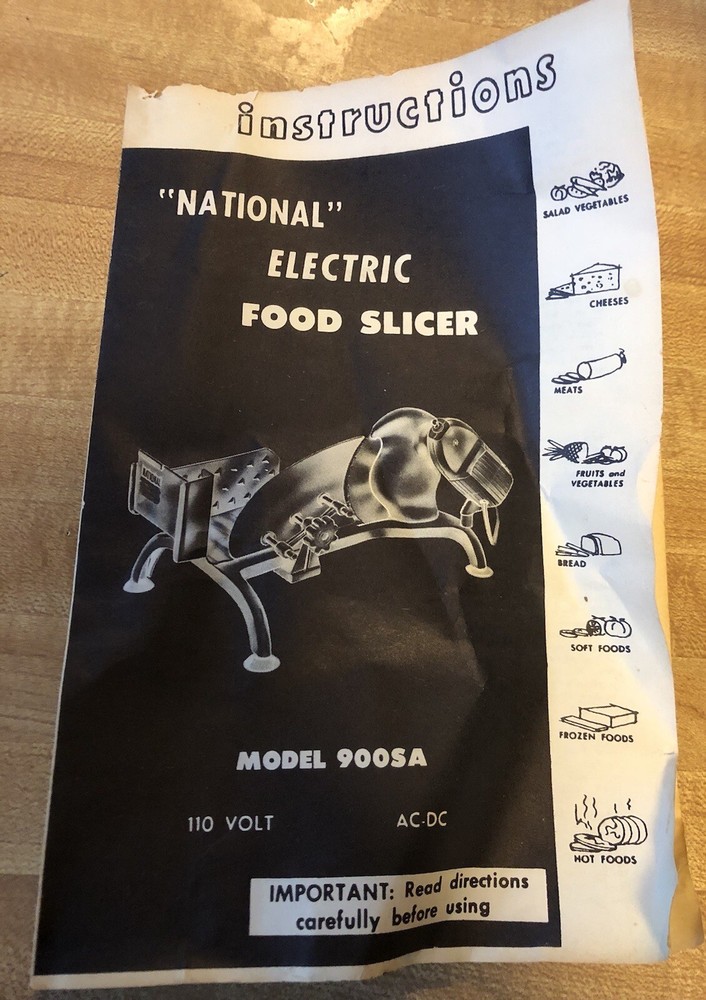 instructions
"NATIONAL"
ELECTRIC
FOOD SLICER
NATIONAL
MODEL 900SA
110 VOLT AC-DC
IMPORTANT: Read directions
carefully before using
SALAD VEGETABLES
CHEESES
MEATS
FRUITS and
VEGETABLES
BREAD
SOFT FOODS
FROZEN FOODS
HOT FOODS